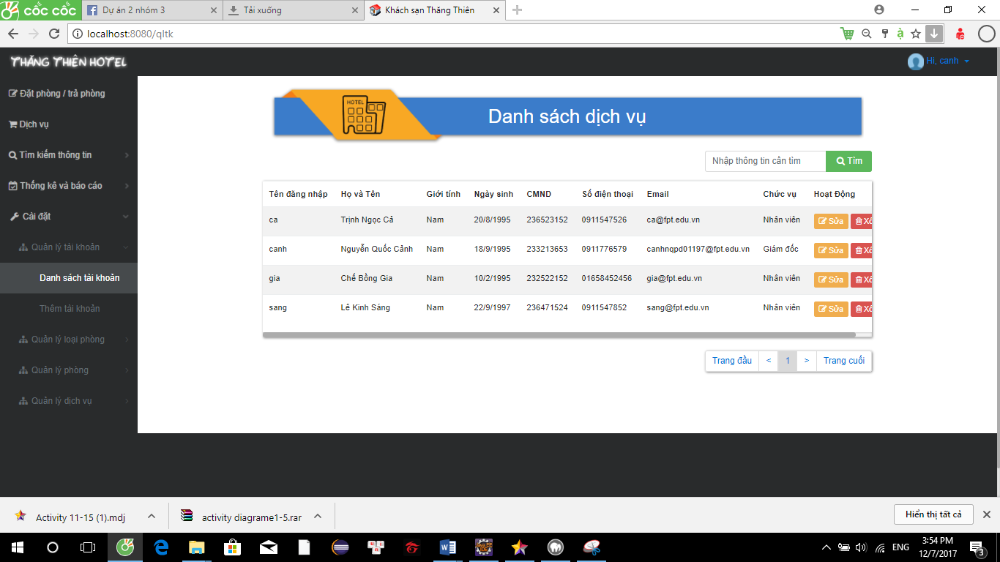 cốc cốc
Dự án 2 nhóm 3
Tải xuống
Khách sạn Thăng Thiên
localhost:8080/qltk
THĂNG THIÊN HOTEL
Hi, canh
Đặt phòng / trả phòng
Dịch vụ
Tìm kiếm thông tin
Thống kê và báo cáo
Cài đặt
Quản lý tài khoản
Danh sách tài khoản
Thêm tài khoản
Quản lý loại phòng
Quản lý phòng
Quản lý dịch vụ
HOTEL
Danh sách dịch vụ
Nhập thông tin cần tìm Tìm
Tên đăng nhập Họ và Tên Giới tính Ngày sinh CMND Số điện thoại Email Chức vụ Hoạt Động
ca Trịnh Ngọc Cả Nam 20/8/1995 236523152 0911547526 ca@fpt.edu.vn Nhân viên Sửa Xó
canh Nguyễn Quốc Cảnh Nam 18/9/1995 233213653 0911776579 canhnqpd01197@fpt.edu.vn Giám đốc Sửa Xó
gia Chế Bồng Gia Nam 10/2/1995 232522152 01658452456 gia@fpt.edu.vn Nhân viên Sửa Xó
sang Lê Kinh Sáng Nam 22/9/1997 236471524 0911547852 sang@fpt.edu.vn Nhân viên Sửa Xó
Trang đầu < 1 > Trang cuối
Activity 11-15 (1).mdj
activity diagrame1-5.rar
Hiển thị tất cả
ENG
3:54 PM
12/7/2017
3